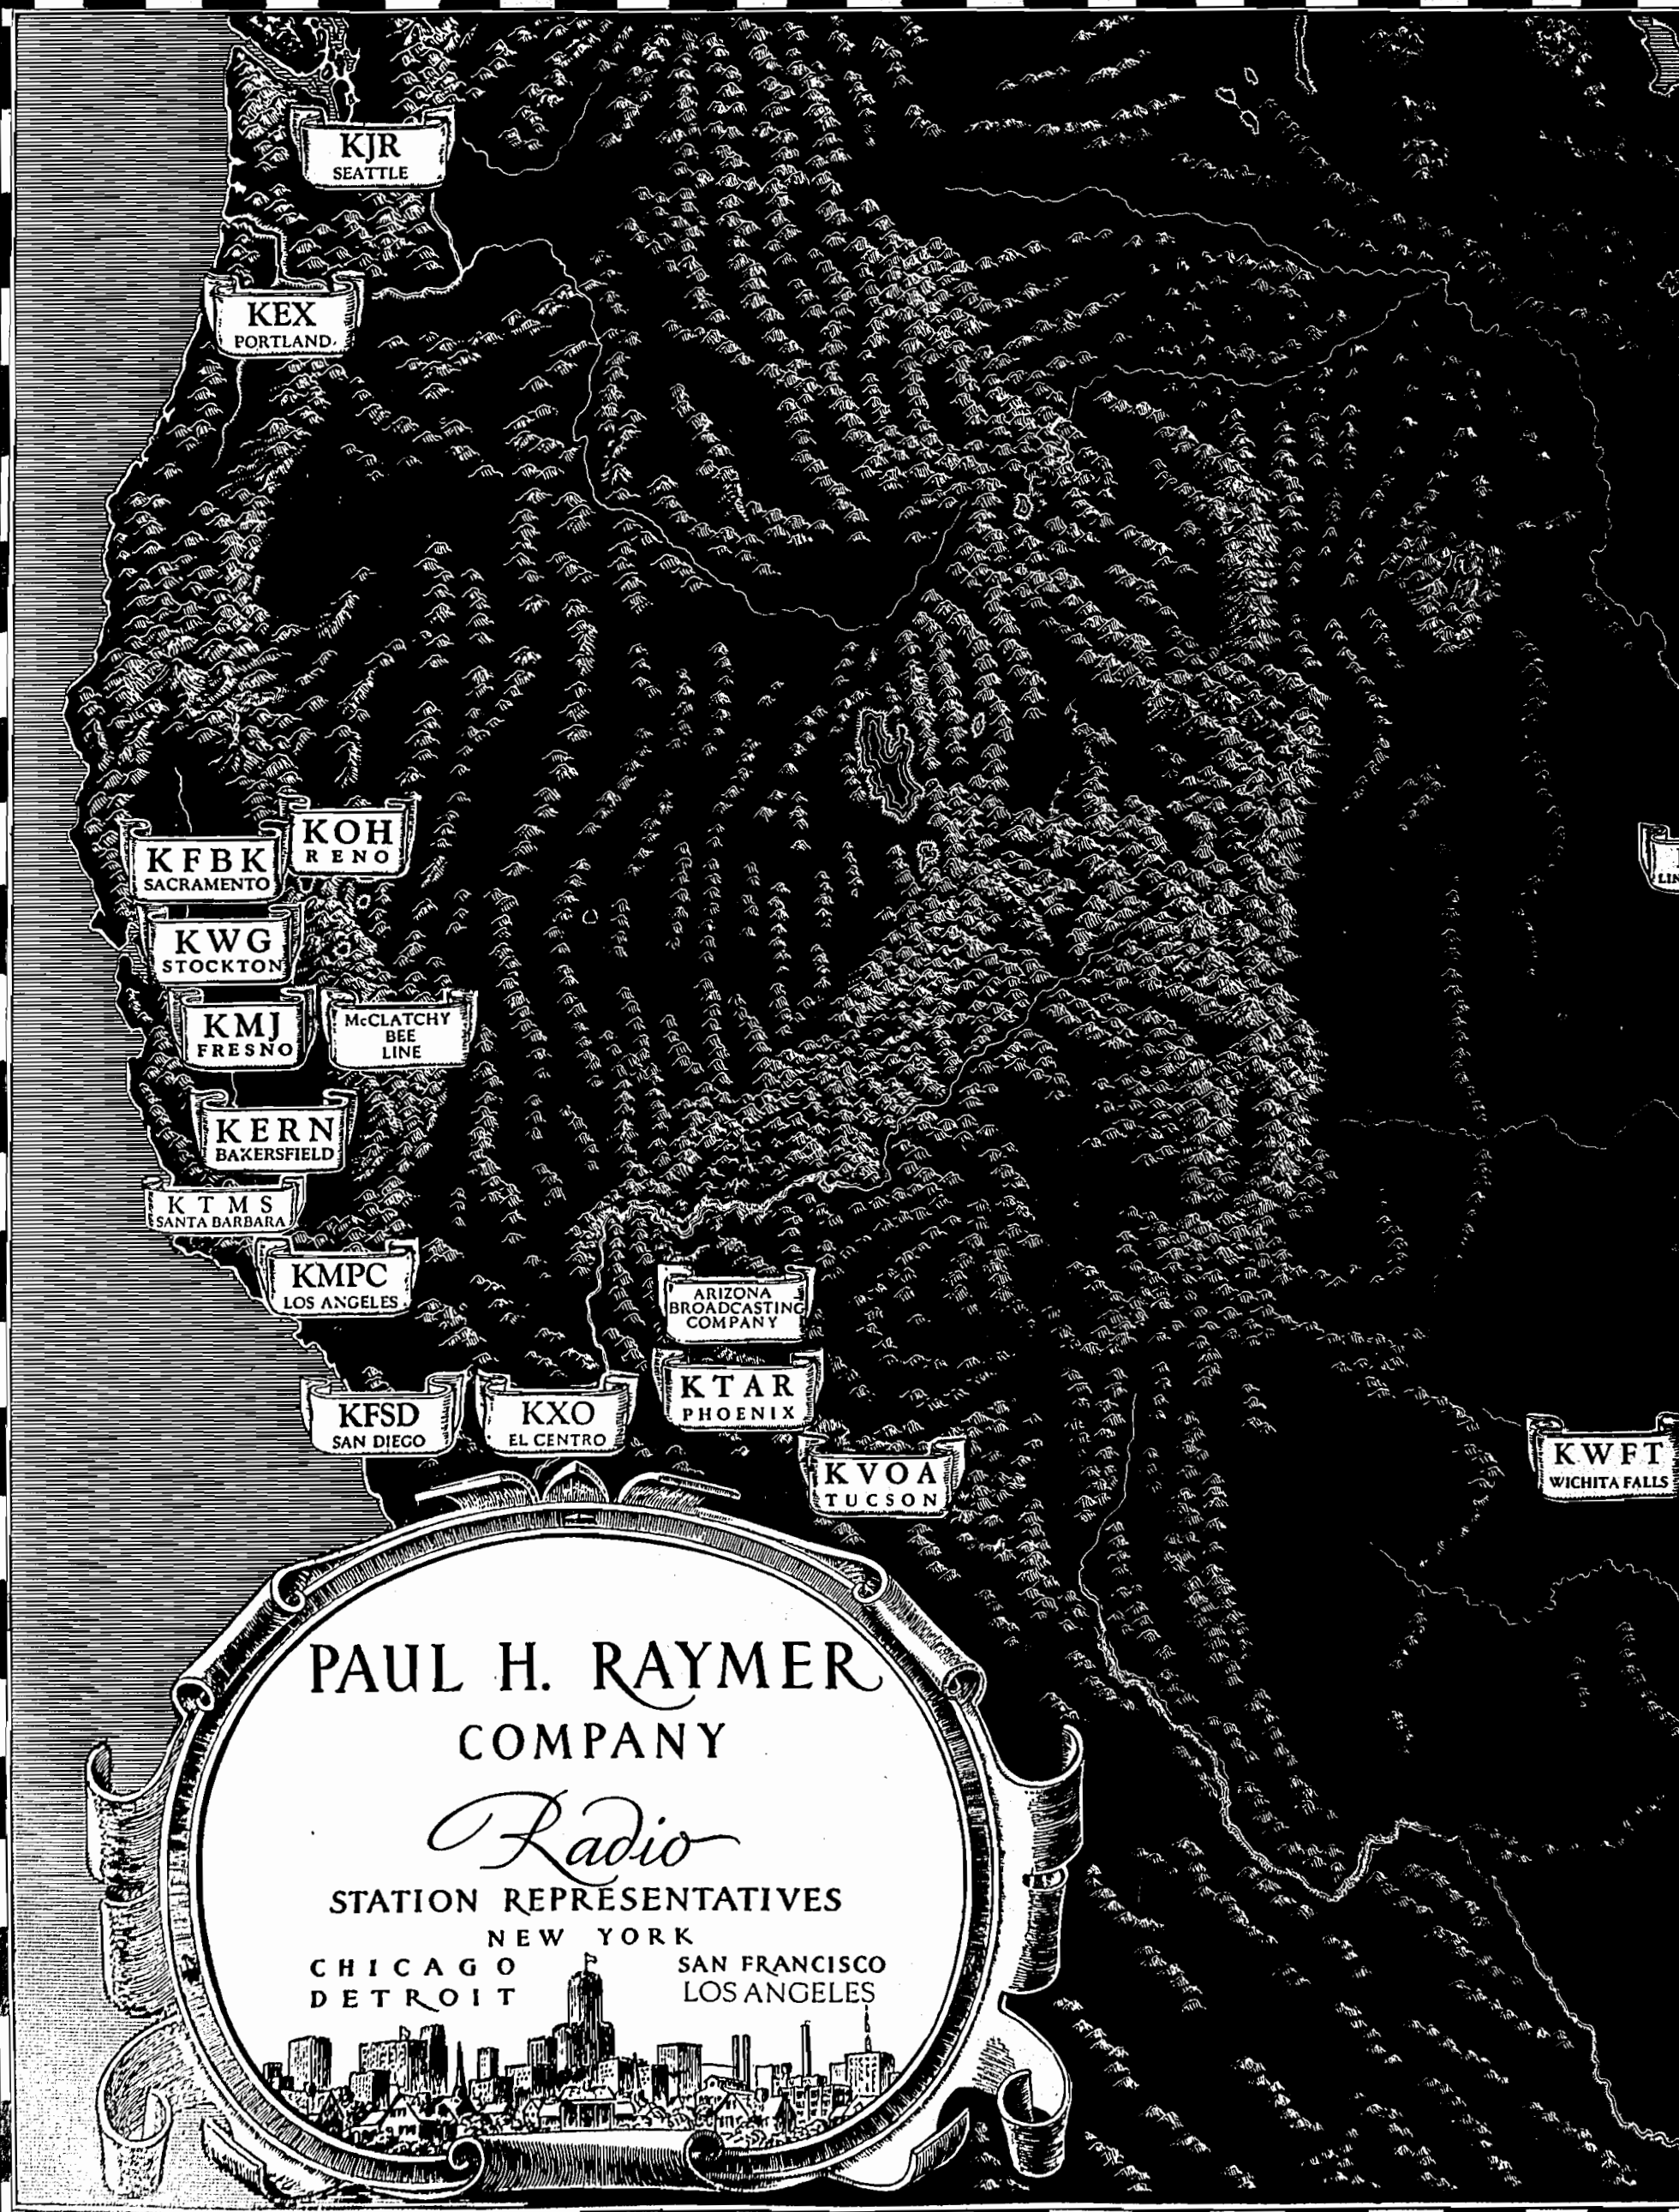 KJR
SEATTLE
KEX
PORTLAND
KOH
RENO
KFBK
SACRAMENTO
KWG
STOCKTON
KMJ
FRESNO
McCLATCHY
BEE
LINE
KERN
BAKERSFIELD
KTMS
SANTA BARBARA
KMPC
LOS ANGELES
ARIZONA
BROADCASTING
COMPANY
KTAR
PHOENIX
KFSD
SAN DIEGO
KXO
EL CENTRO
KVOA
TUCSON
KWFT
WICHITA FALLS
PAUL H. RAYMER
COMPANY
Radio
STATION REPRESENTATIVES
NEW YORK
CHICAGO SAN FRANCISCO
DETROIT LOS ANGELES